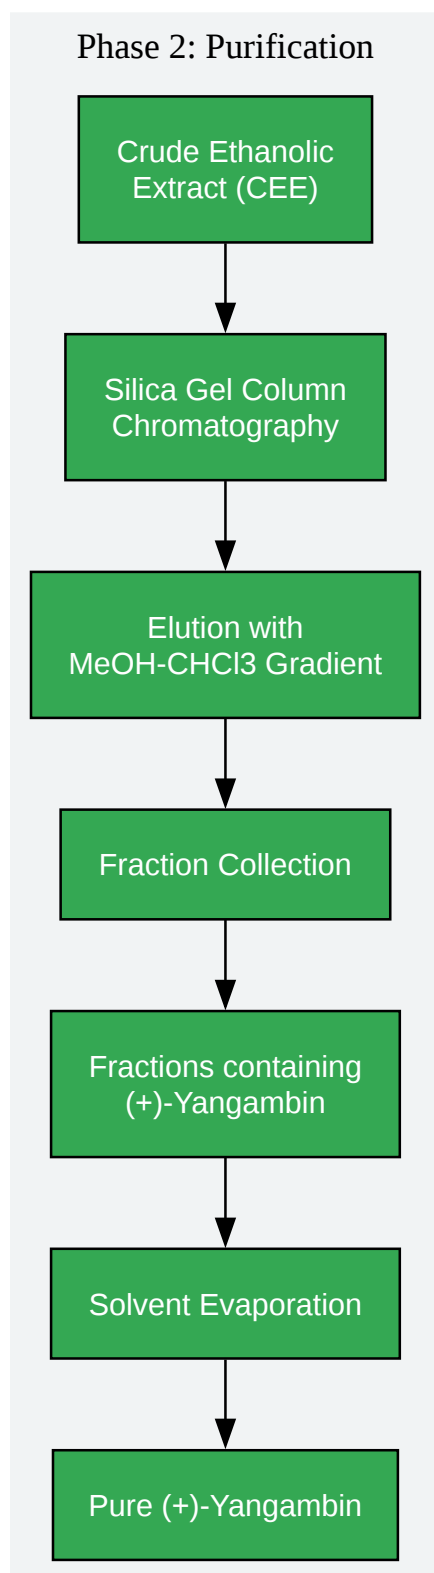 Phase 2: Purification
Crude Ethanolic
Extract (CEE)
Silica Gel Column
Chromatography
Elution with
MeOH-CHCl3 Gradient
Fraction Collection
Fractions containing
(+)-Yangambin
Solvent Evaporation
Pure (+)-Yangambin